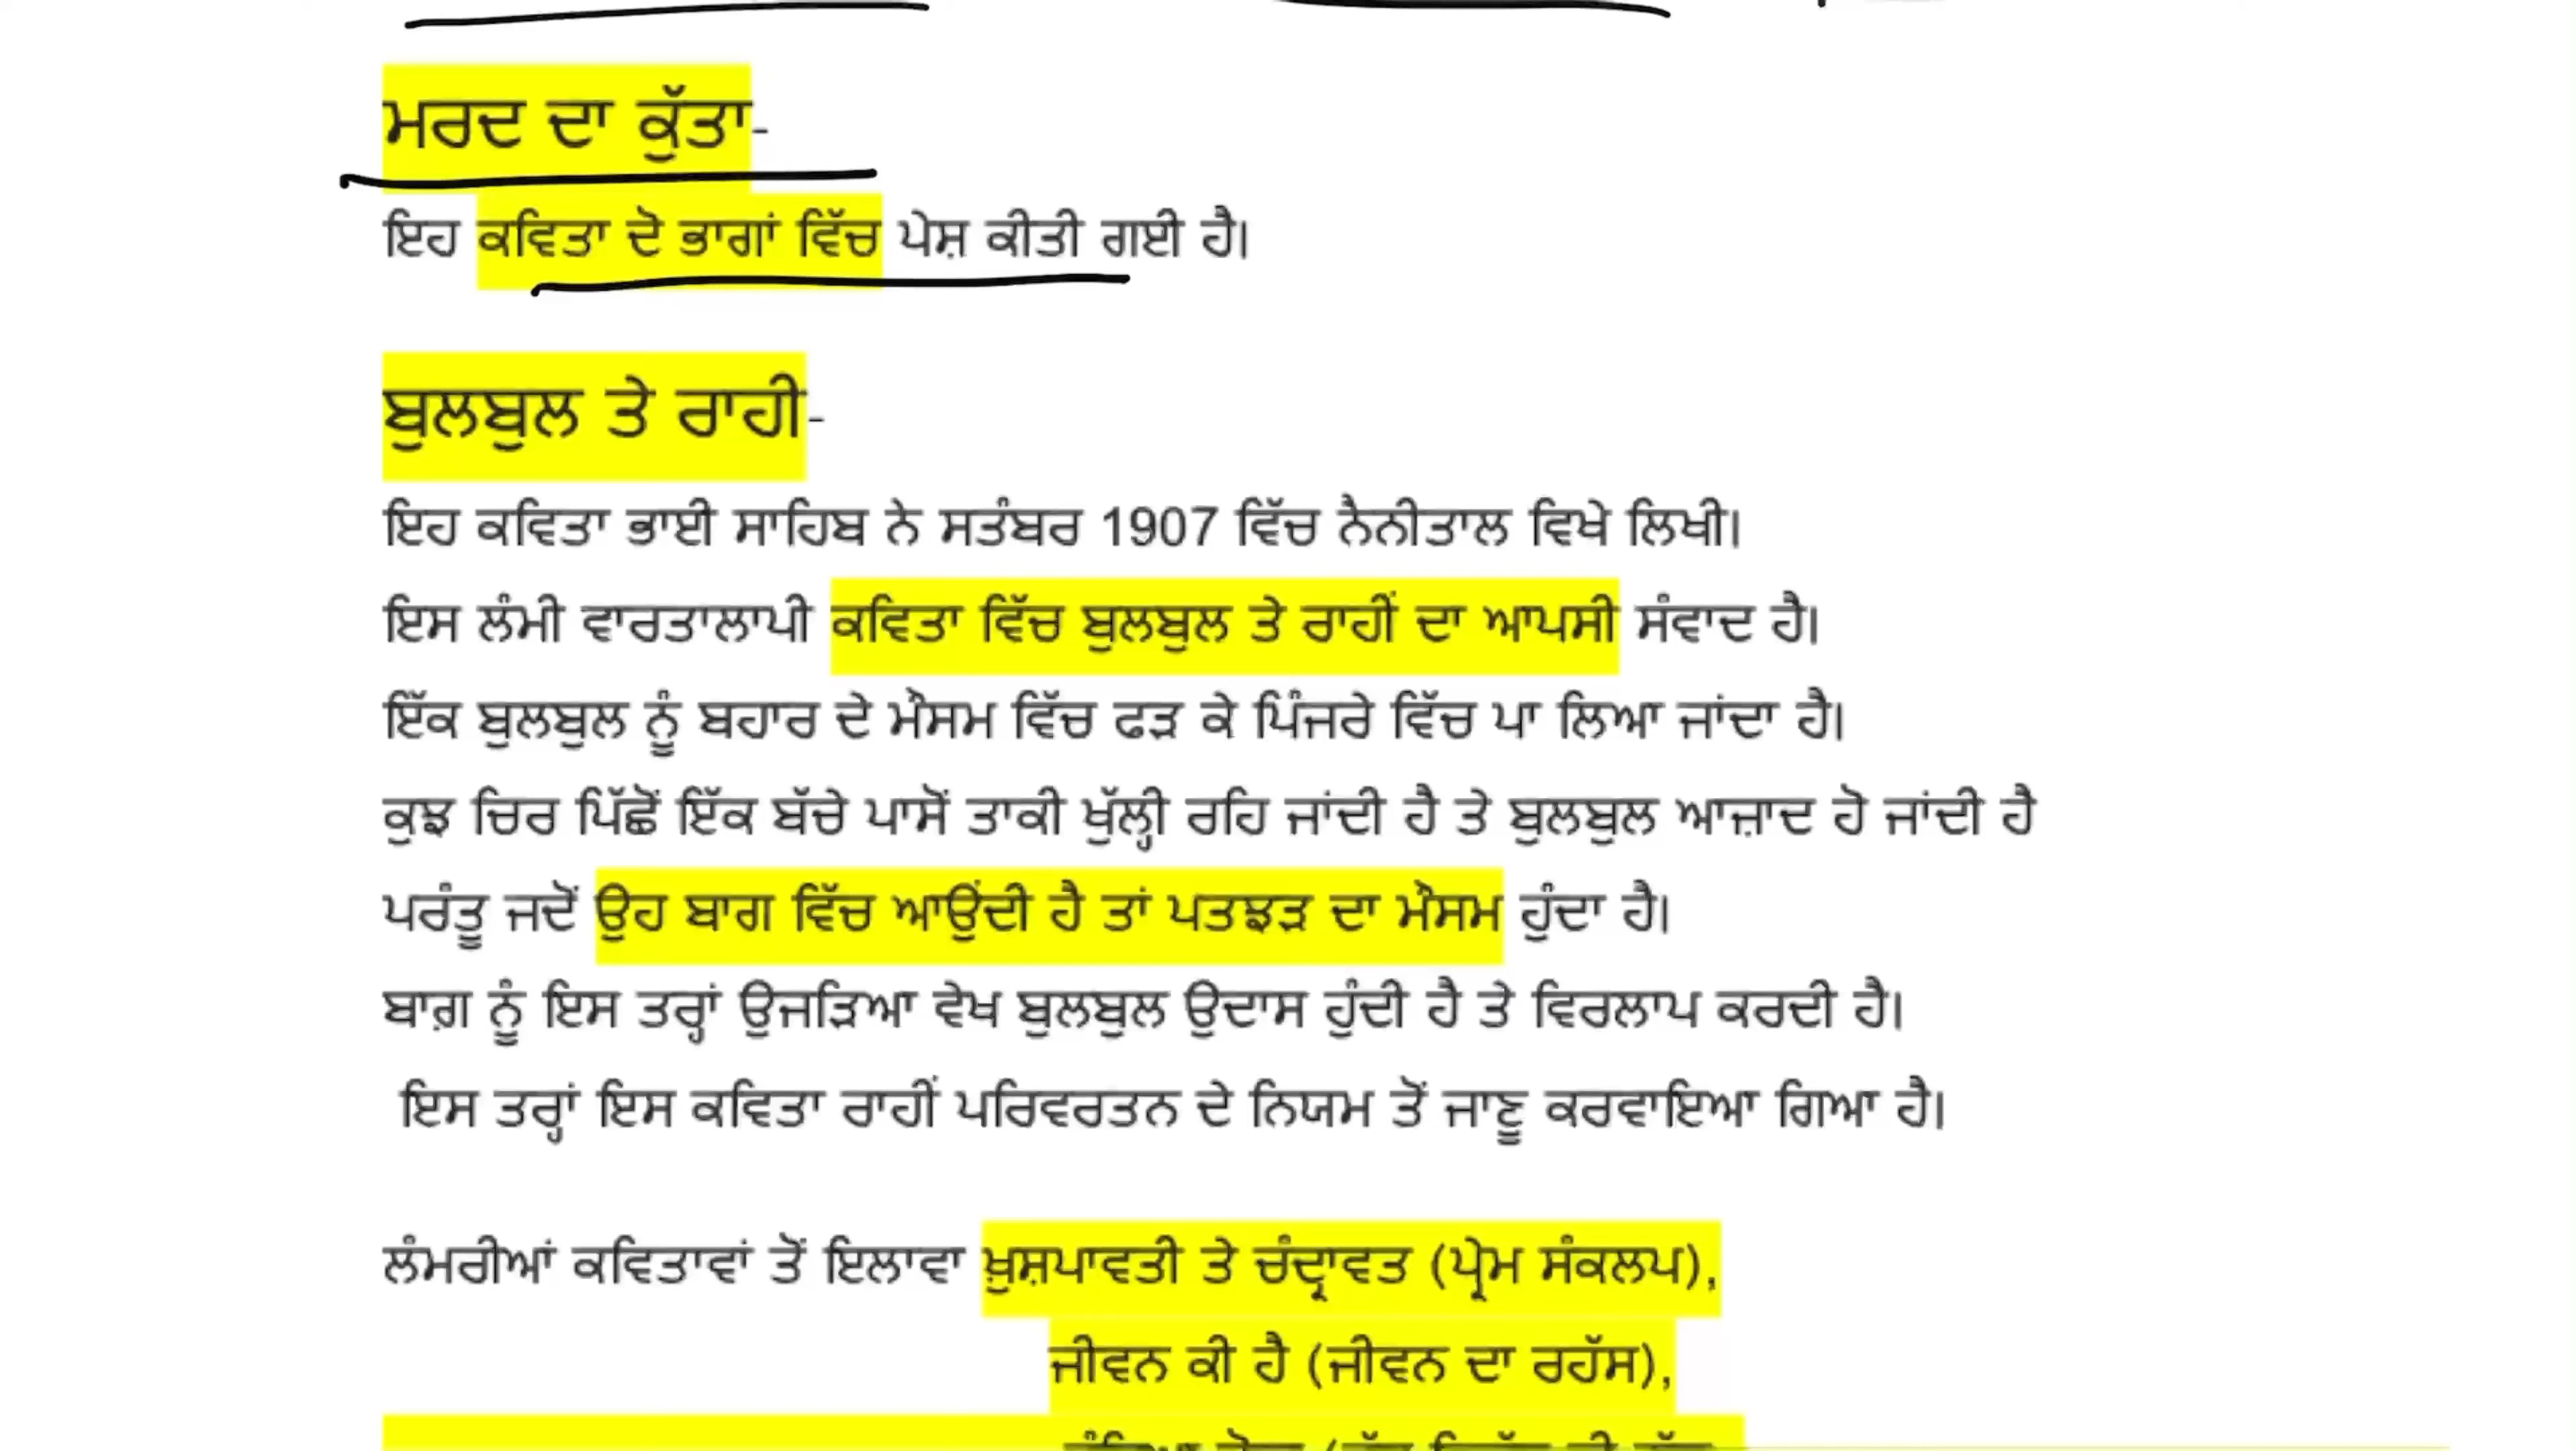 ਮਰਦ ਦਾ ਕੁੱਤਾ-
ਇਹ ਕਵਿਤਾ ਦੋ ਭਾਗਾਂ ਵਿੱਚ ਪੇਸ਼ ਕੀਤੀ ਗਈ ਹੈ।
ਬੁਲਬੁਲ ਤੇ ਰਾਹੀ-
ਇਹ ਕਵਿਤਾ ਭਾਈ ਸਾਹਿਬ ਨੇ ਸਤੰਬਰ 1907 ਵਿੱਚ ਨੈਨੀਤਾਲ ਵਿਖੇ ਲਿਖੀ।
ਇਸ ਲੰਮੀ ਵਾਰਤਾਲਾਪੀ ਕਵਿਤਾ ਵਿੱਚ ਬੁਲਬੁਲ ਤੇ ਰਾਹੀਂ ਦਾ ਆਪਸੀ ਸੰਵਾਦ ਹੈ।
ਇੱਕ ਬੁਲਬੁਲ ਨੂੰ ਬਹਾਰ ਦੇ ਮੌਸਮ ਵਿੱਚ ਫੜ ਕੇ ਪਿੰਜਰੇ ਵਿੱਚ ਪਾ ਲਿਆ ਜਾਂਦਾ ਹੈ।
ਕੁਝ ਚਿਰ ਪਿੱਛੋਂ ਇੱਕ ਬੱਚੇ ਪਾਸੋਂ ਤਾਕੀ ਖੁੱਲ੍ਹੀ ਰਹਿ ਜਾਂਦੀ ਹੈ ਤੇ ਬੁਲਬੁਲ ਆਜ਼ਾਦ ਹੋ ਜਾਂਦੀ ਹੈ
ਪਰੰਤੂ ਜਦੋਂ ਉਹ ਬਾਗ ਵਿੱਚ ਆਉਂਦੀ ਹੈ ਤਾਂ ਪਤਝੜ ਦਾ ਮੌਸਮ ਹੁੰਦਾ ਹੈ।
ਬਾਗ਼ ਨੂੰ ਇਸ ਤਰ੍ਹਾਂ ਉਜੜਿਆ ਵੇਖ ਬੁਲਬੁਲ ਉਦਾਸ ਹੁੰਦੀ ਹੈ ਤੇ ਵਿਰਲਾਪ ਕਰਦੀ ਹੈ।
ਇਸ ਤਰ੍ਹਾਂ ਇਸ ਕਵਿਤਾ ਰਾਹੀਂ ਪਰਿਵਰਤਨ ਦੇ ਨਿਯਮ ਤੋਂ ਜਾਣੂ ਕਰਵਾਇਆ ਗਿਆ ਹੈ।
ਲੰਮਰੀਆਂ ਕਵਿਤਾਵਾਂ ਤੋਂ ਇਲਾਵਾ ਖੁਸ਼ਪਾਵਤੀ ਤੇ ਚੰਦ੍ਰਾਵਤ (ਪ੍ਰੇਮ ਸੰਕਲਪ),
ਜੀਵਨ ਕੀ ਹੈ (ਜੀਵਨ ਦਾ ਰਹੱਸ),